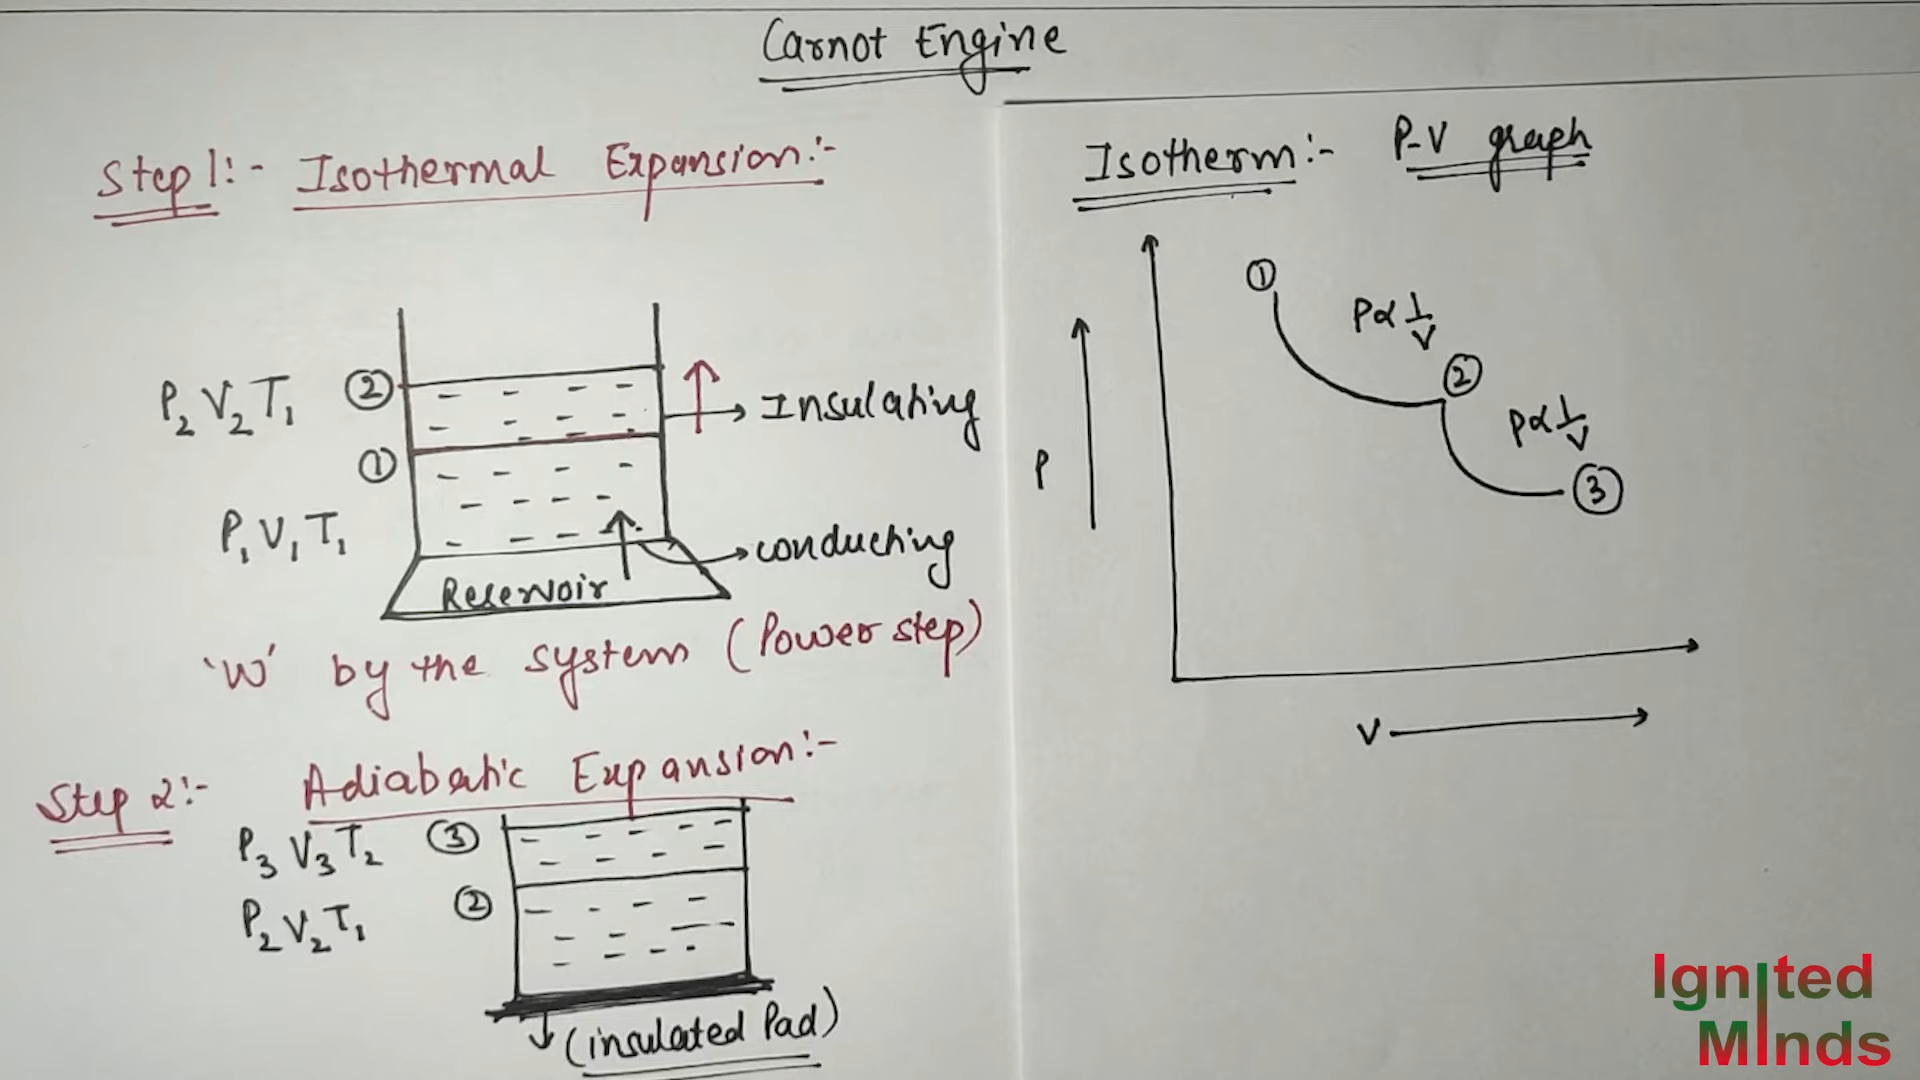 Carnot Engine
Step 1:- Isothermal Expansion:-
P₂ V₂ T₁ ②
Insulating
①
P₁ V₁ T₁
conducting
Reservoir
'W' by the system (Power step)
Step 2:- Adiabatic Expansion:-
P₃ V₃ T₂ ③
P₂ V₂ T₁ ②
(insulated Pad)
Isotherm:- P-V graph
①
P∝ 1/V
②
P∝ 1/V
③
P
V
Ignited
Minds